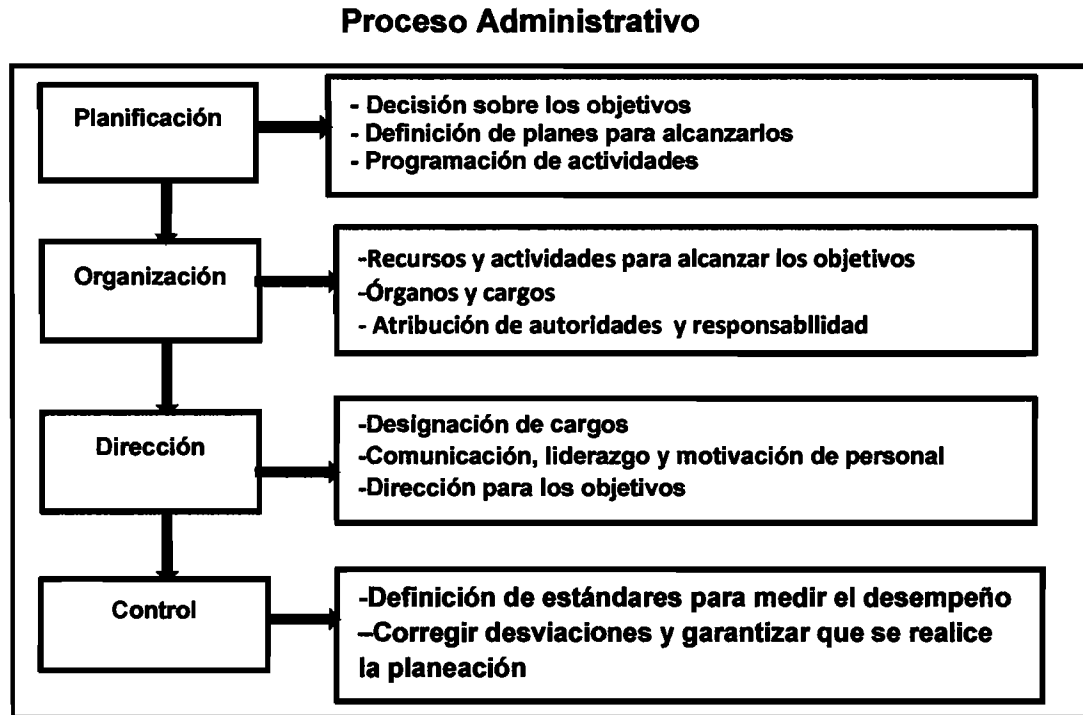 Proceso Administrativo
Planificación
- Decisión sobre los objetivos
- Definición de planes para alcanzarlos
- Programación de actividades
Organización
-Recursos y actividades para alcanzar los objetivos
-Órganos y cargos
- Atribución de autoridades y responsabilidad
Dirección
-Designación de cargos
-Comunicación, liderazgo y motivación de personal
-Dirección para los objetivos
Control
-Definición de estándares para medir el desempeño
–Corregir desviaciones y garantizar que se realice
la planeación